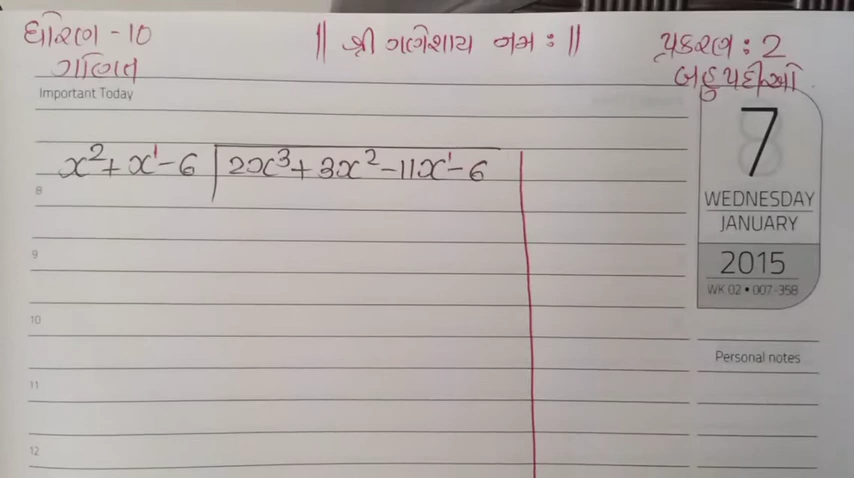 ધોરણ - 10
ગણિત
|| શ્રી ગણેશાય નમઃ ||
પ્રકરણ : 2
બહુપદીઓ
Important Today
7
WEDNESDAY
JANUARY
2015
WK 02 • 007-358
x² + x¹ - 6 | 2x³ + 3x² - 11x¹ - 6
8
9
10
Personal notes
11
12